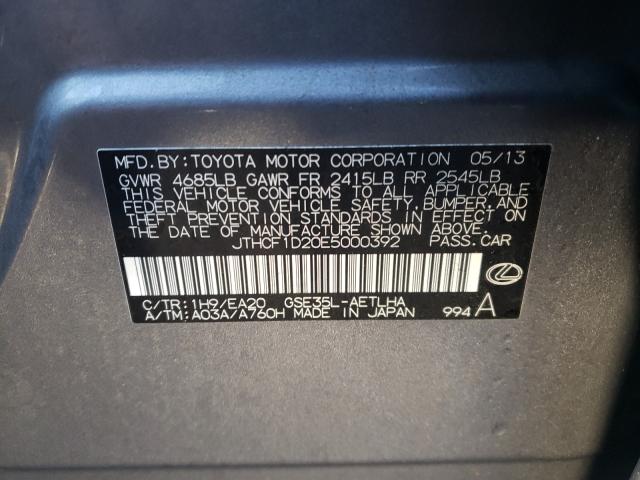 MFD.BY:TOYOTA MOTOR CORPORATION 05/13
GVWR 4685LB GAWR FR 2415LB RR 2545LB
THIS VEHICLE CONFORMS TO ALL APPLICABLE
FEDERAL MOTOR VEHICLE SAFETY, BUMPER, AND
THEFT PREVENTION STANDARDS IN EFFECT ON
THE DATE OF MANUFACTURE SHOWN ABOVE.
JTHCF1D20E5000392 PASS.CAR
C/TR:1H9/EA20 GSE35L-AETLHA
A/TM:A03A/A760H MADE IN JAPAN 994 A